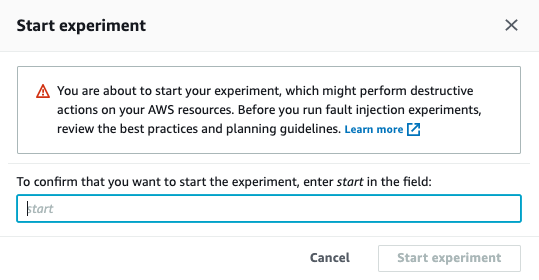 Start experiment
You are about to start your experiment, which might perform destructive
actions on your AWS resources. Before you run fault injection experiments,
review the best practices and planning guidelines. Learn more
To confirm that you want to start the experiment, enter start in the field:
start
Cancel Start experiment